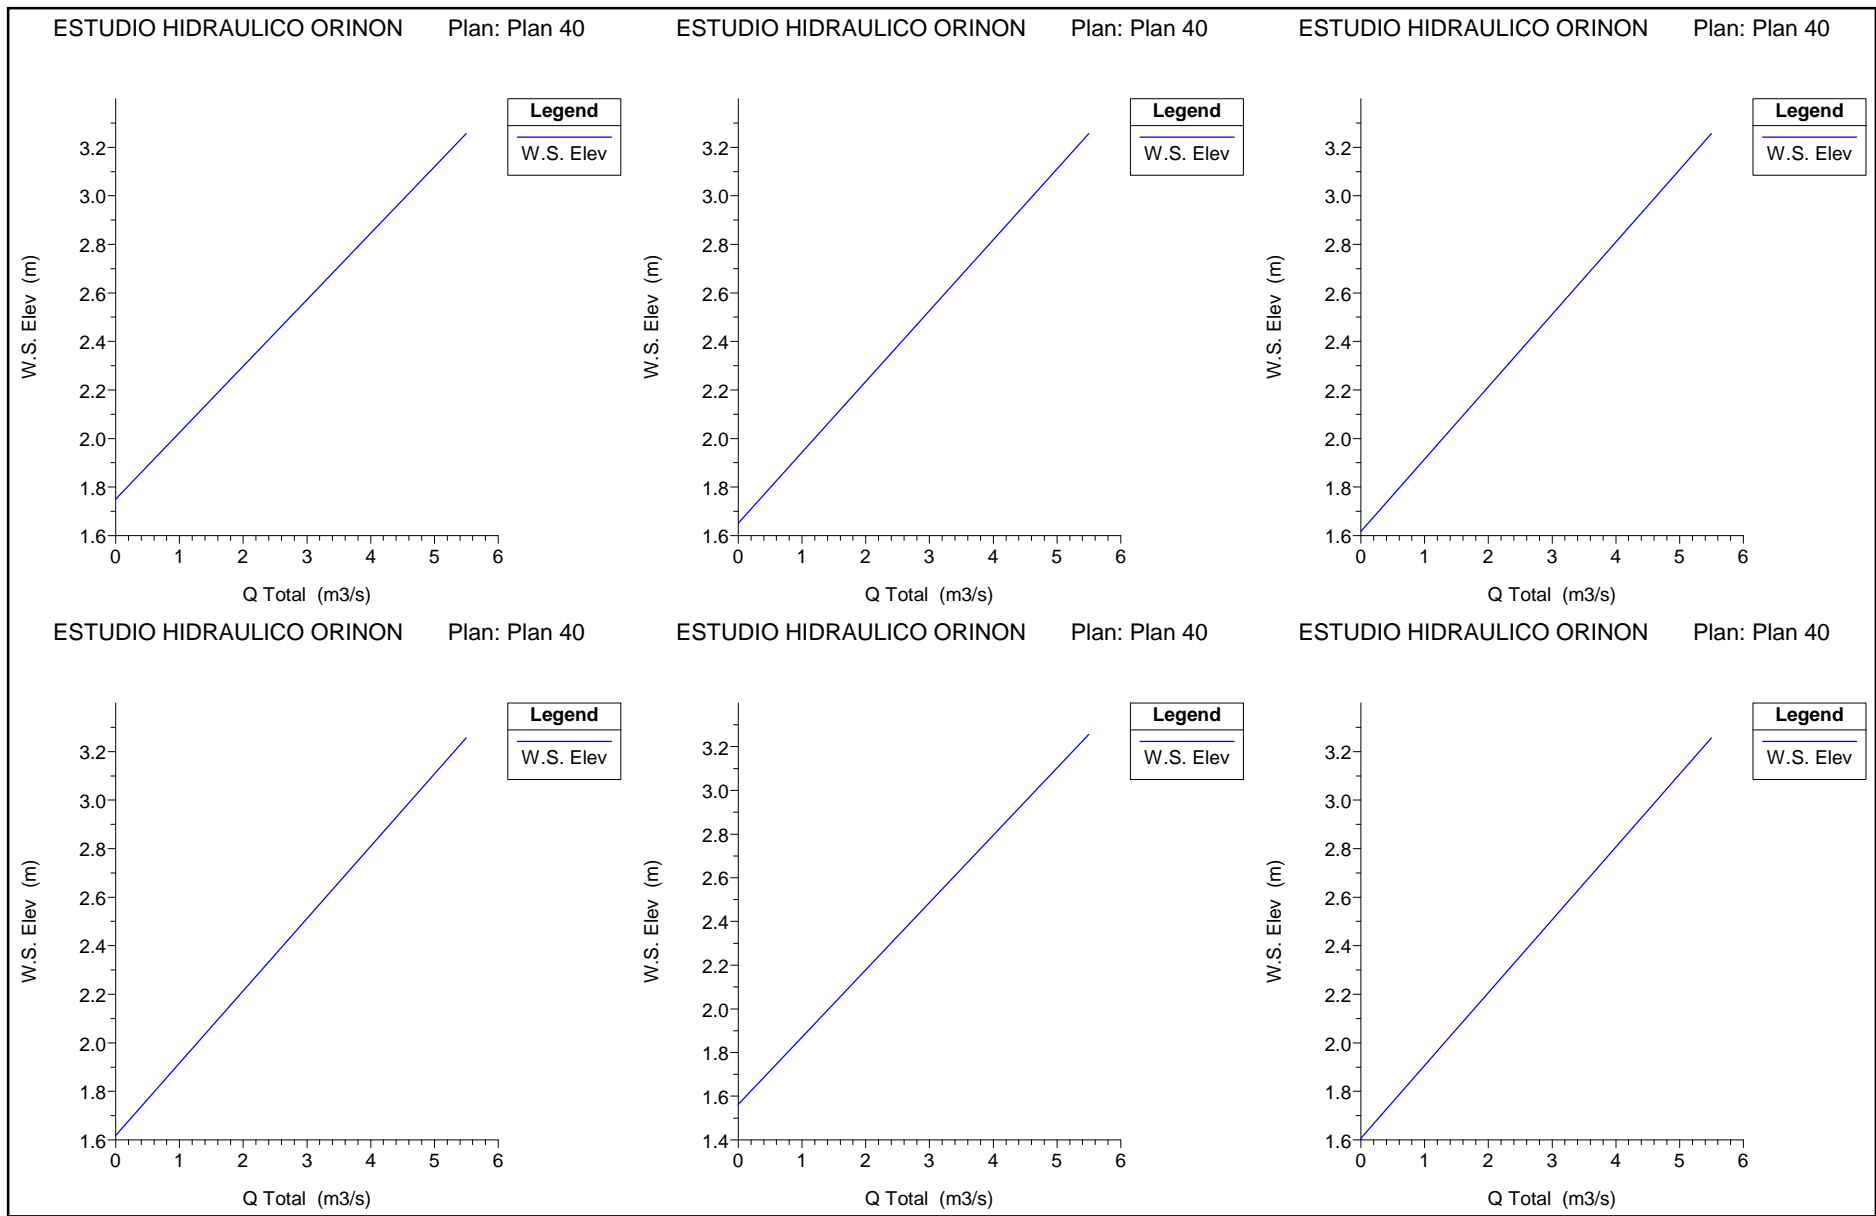 ESTUDIO HIDRAULICO ORINON Plan: Plan 40
Legend
W.S. Elev
3.2
3.0
2.8
2.6
2.4
2.2
2.0
1.8
1.6
W.S. Elev (m)
0 1 2 3 4 5 6
Q Total (m3/s)
ESTUDIO HIDRAULICO ORINON Plan: Plan 40
Legend
W.S. Elev
3.2
3.0
2.8
2.6
2.4
2.2
2.0
1.8
1.6
W.S. Elev (m)
0 1 2 3 4 5 6
Q Total (m3/s)
ESTUDIO HIDRAULICO ORINON Plan: Plan 40
Legend
W.S. Elev
3.2
3.0
2.8
2.6
2.4
2.2
2.0
1.8
1.6
W.S. Elev (m)
0 1 2 3 4 5 6
Q Total (m3/s)
ESTUDIO HIDRAULICO ORINON Plan: Plan 40
Legend
W.S. Elev
3.2
3.0
2.8
2.6
2.4
2.2
2.0
1.8
1.6
W.S. Elev (m)
0 1 2 3 4 5 6
Q Total (m3/s)
ESTUDIO HIDRAULICO ORINON Plan: Plan 40
Legend
W.S. Elev
3.2
3.0
2.8
2.6
2.4
2.2
2.0
1.8
1.6
1.4
W.S. Elev (m)
0 1 2 3 4 5 6
Q Total (m3/s)
ESTUDIO HIDRAULICO ORINON Plan: Plan 40
Legend
W.S. Elev
3.2
3.0
2.8
2.6
2.4
2.2
2.0
1.8
1.6
W.S. Elev (m)
0 1 2 3 4 5 6
Q Total (m3/s)